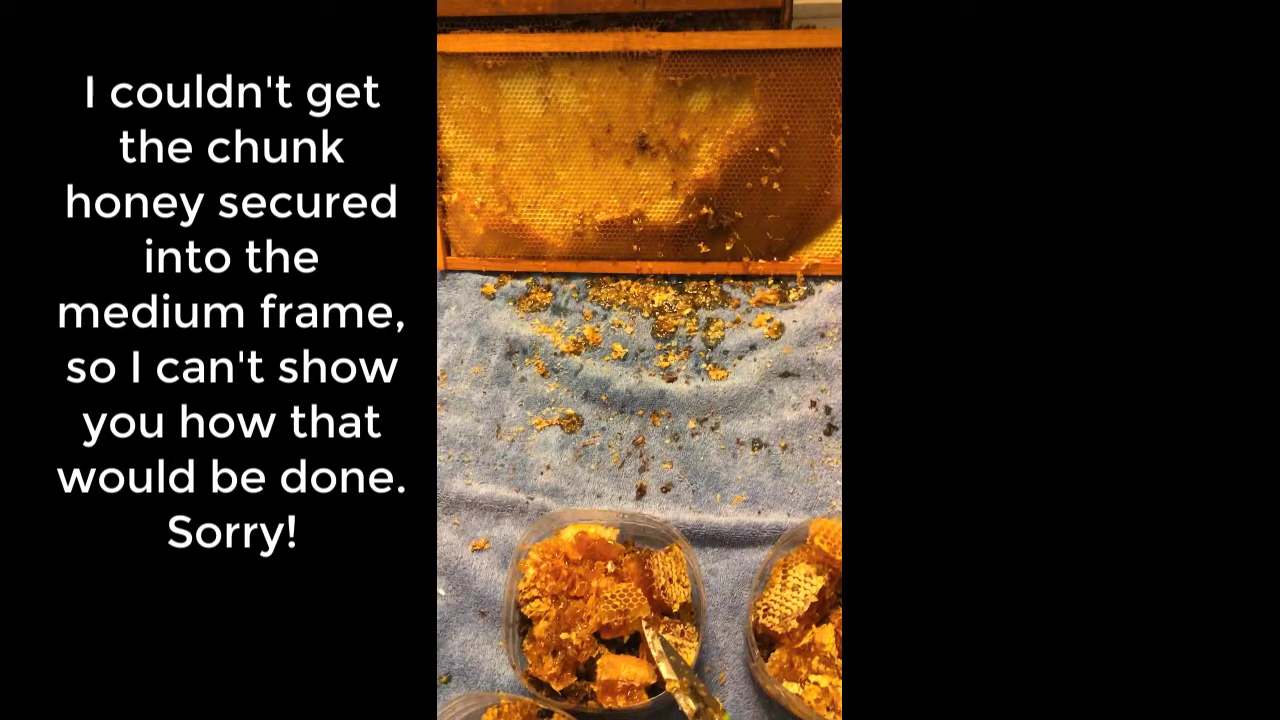 I couldn't get
the chunk
honey secured
into the
medium frame,
so I can't show
you how that
would be done.
Sorry!